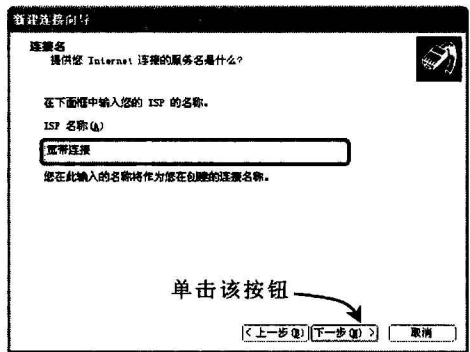 新建连接向导
连接名
提供您 Internet 连接的服务名是什么?
在下面框中输入您的 ISP 的名称。
ISP 名称(A)
宽带连接
您在此输入的名称将作为您在创建的连接名称。
单击该按钮
< 上一步(B) 下一步(N) > 取消